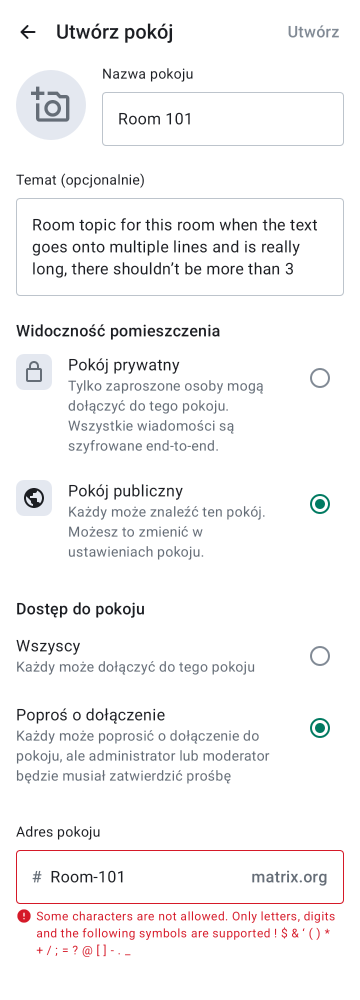 Utwórz pokój
Utwórz
Nazwa pokoju
Room 101
Temat (opcjonalnie)
Room topic for this room when the text
goes onto multiple lines and is really
long, there shouldn’t be more than 3
Widoczność pomieszczenia
Pokój prywatny
Tylko zaproszone osoby mogą
dołączyć do tego pokoju.
Wszystkie wiadomości są
szyfrowane end-to-end.
Pokój publiczny
Każdy może znaleźć ten pokój.
Możesz to zmienić w
ustawieniach pokoju.
Dostęp do pokoju
Wszyscy
Każdy może dołączyć do tego pokoju
Poproś o dołączenie
Każdy może poprosić o dołączenie do
pokoju, ale administrator lub moderator
będzie musiał zatwierdzić prośbę
Adres pokoju
# Room-101 matrix.org
Some characters are not allowed. Only letters, digits
and the following symbols are supported ! $ & ‘ ( ) *
+ / ; = ? @ [ ] - . _